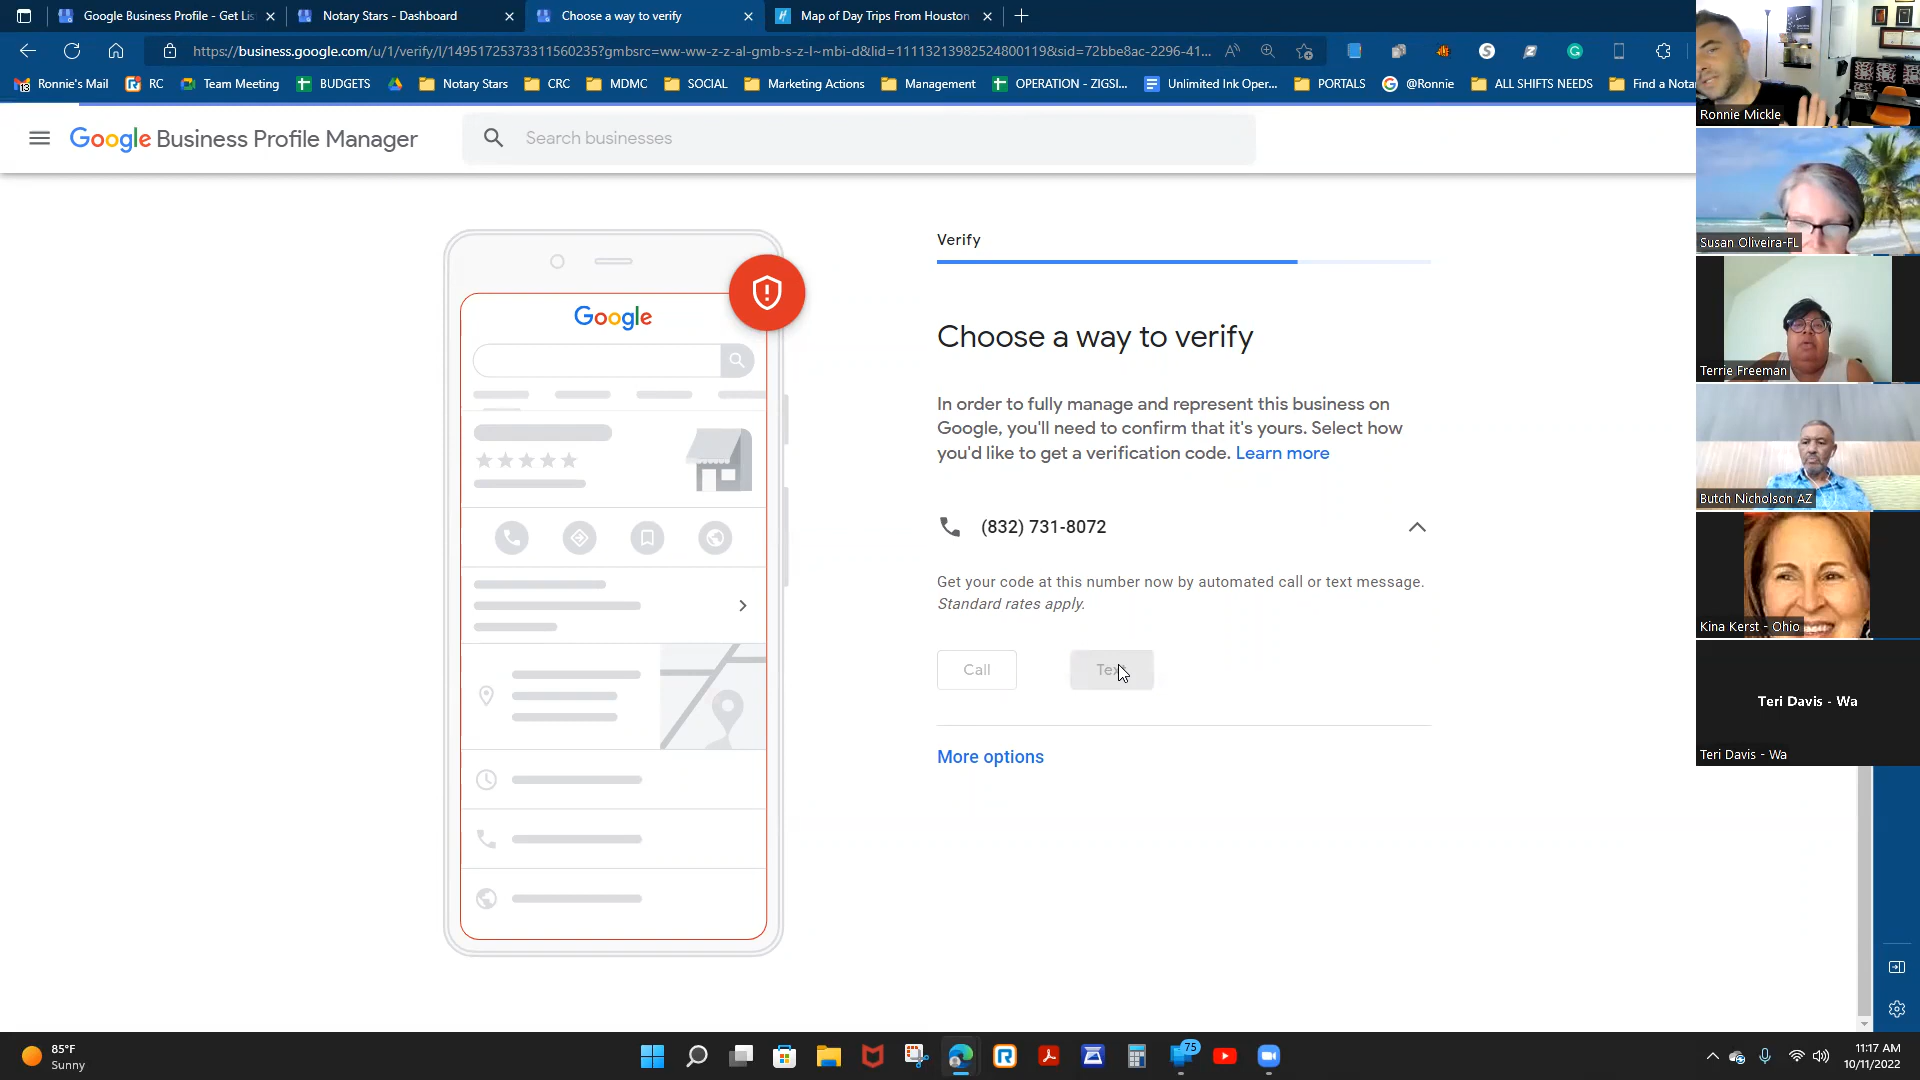 Google Business Profile - Get Lis
Notary Stars - Dashboard
Choose a way to verify
Map of Day Trips From Houston
https://business.google.com/u/1/verify/l/14951725373311560235?gmbsrc=ww-ww-z-z-al-gmb-s-z-l~mbi-d&lid=11113213982524800119&sid=72bbe8ac-2296-41...
Ronnie's Mail
RC
Team Meeting
BUDGETS
Notary Stars
CRC
MDMC
SOCIAL
Marketing Actions
Management
OPERATION - ZIGSI...
Unlimited Ink Oper...
PORTALS
@Ronnie
ALL SHIFTS NEEDS
Find a Nota
Google Business Profile Manager
Search businesses
Google
Verify
Choose a way to verify
In order to fully manage and represent this business on
Google, you'll need to confirm that it's yours. Select how
you'd like to get a verification code. Learn more
(832) 731-8072
Get your code at this number now by automated call or text message.
Standard rates apply.
Call
Text
More options
Ronnie Mickle
Susan Oliveira-FL
Terrie Freeman
Butch Nicholson AZ
Kina Kerst - Ohio
Teri Davis - Wa
Teri Davis - Wa
85°F
Sunny
75
11:17 AM
10/11/2022